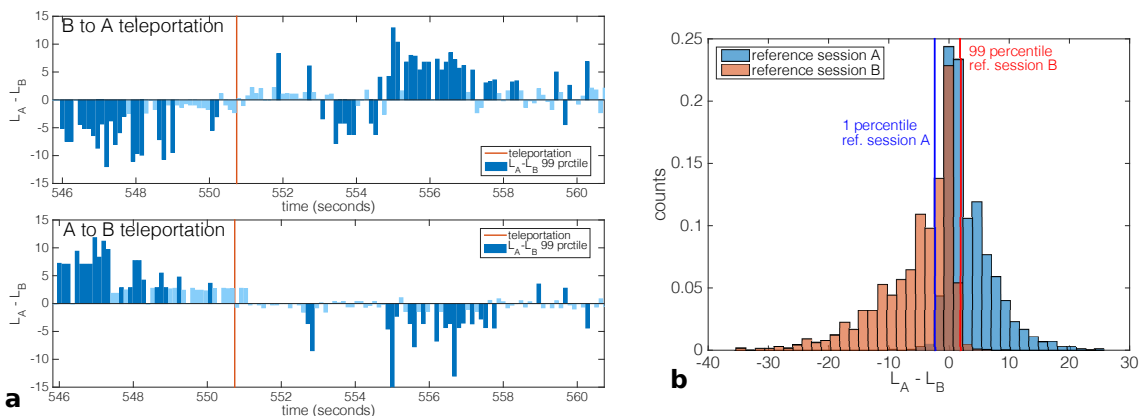 B to A teleportation
15
10
5
0
-5
-10
-15
L_A - L_B
teleportation
L_A-L_B 99 prctile
546 548 550 552 554 556 558 560
time (seconds)
A to B teleportation
15
10
5
0
-5
-10
-15
L_A - L_B
teleportation
L_A-L_B 99 prctile
546 548 550 552 554 556 558 560
time (seconds)
a
reference session A
reference session B
99 percentile
ref. session B
1 percentile
ref. session A
0.25
0.2
0.15
0.1
0.05
0
counts
-40 -30 -20 -10 0 10 20 30
L_A - L_B
b